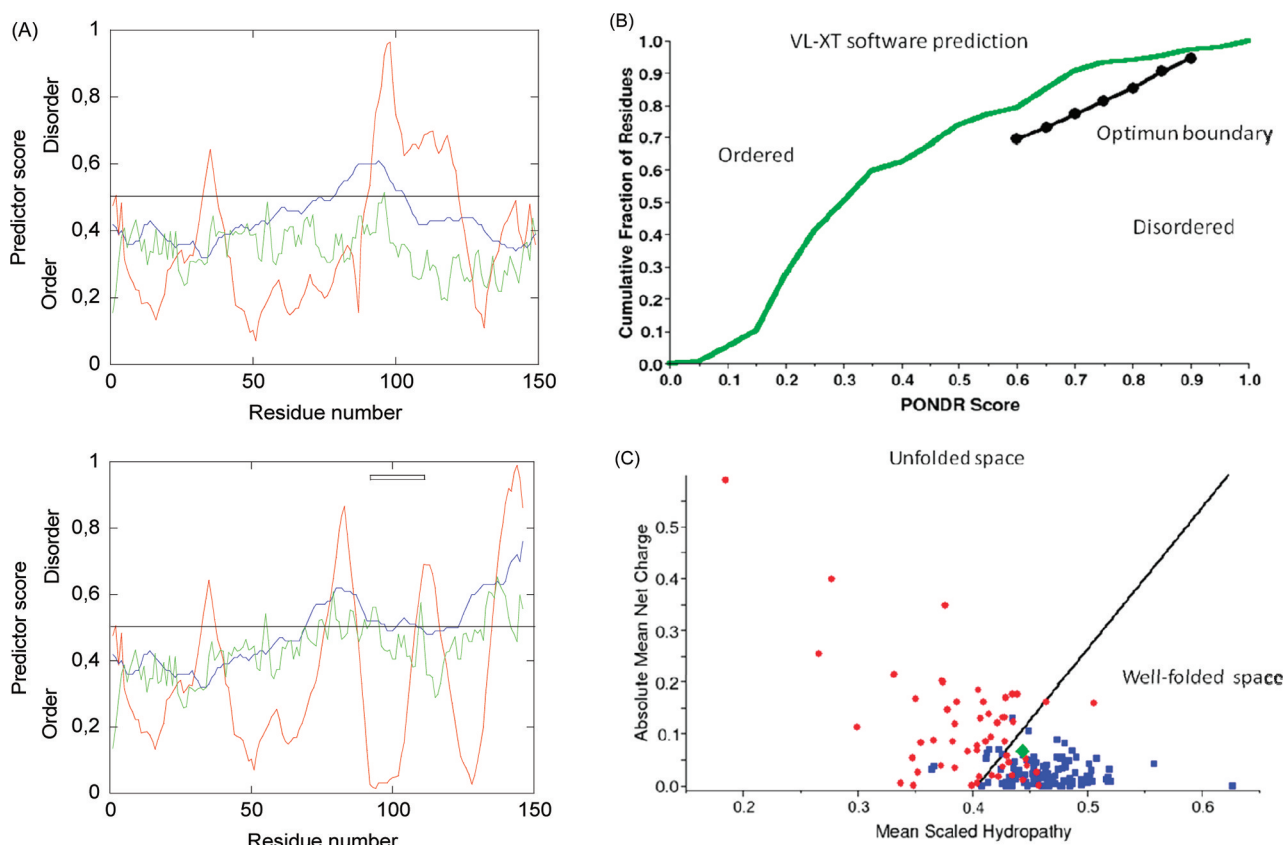 (A)
1
0,8
0,6
0,4
0,2
0
Predictor score
Disorder
Order
0
50
100
150
Residue number
1
0,8
0,6
0,4
0,2
0
Predictor score
Disorder
Order
0
50
100
150
Residue number
(B)
VL-XT software prediction
Ordered
Optimun boundary
Disordered
1.0
0.9
0.8
0.7
0.6
0.5
0.4
0.3
0.2
0.1
0.0
Cumulative Fraction of Residues
0.0 0.1 0.2 0.3 0.4 0.5 0.6 0.7 0.8 0.9 1.0
PONDR Score
(C)
Unfolded space
Well-folded space
0.5
0.4
0.3
0.2
0.1
0.0
Absolute Mean Net Charge
0.2 0.3 0.4 0.5 0.6
Mean Scaled Hydropathy